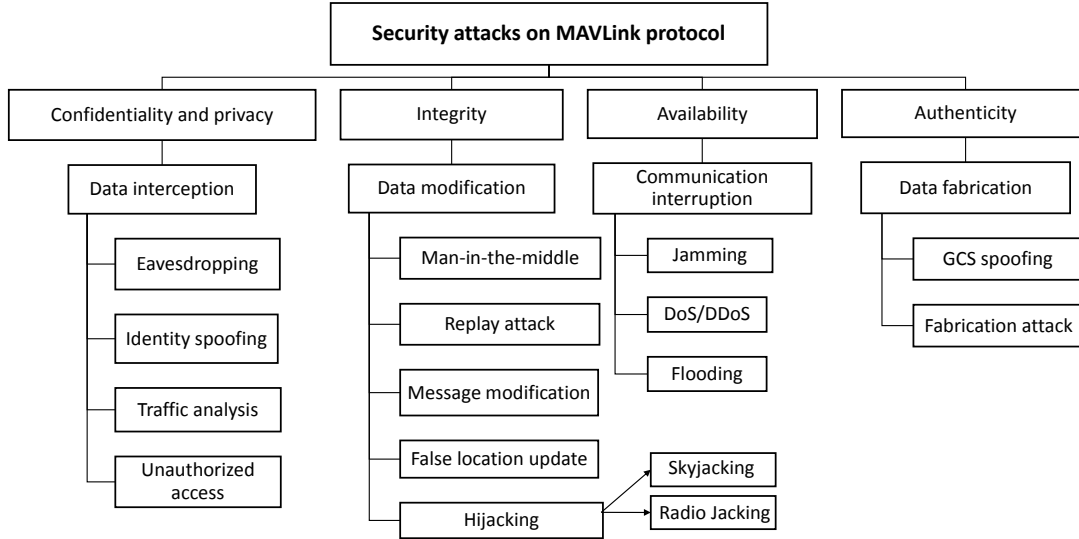 Security attacks on MAVLink protocol
Confidentiality and privacy
Integrity
Availability
Authenticity
Data interception
Data modification
Communication
interruption
Data fabrication
Eavesdropping
Identity spoofing
Traffic analysis
Unauthorized
access
Man-in-the-middle
Replay attack
Message modification
False location update
Hijacking
Skyjacking
Radio Jacking
Jamming
DoS/DDoS
Flooding
GCS spoofing
Fabrication attack